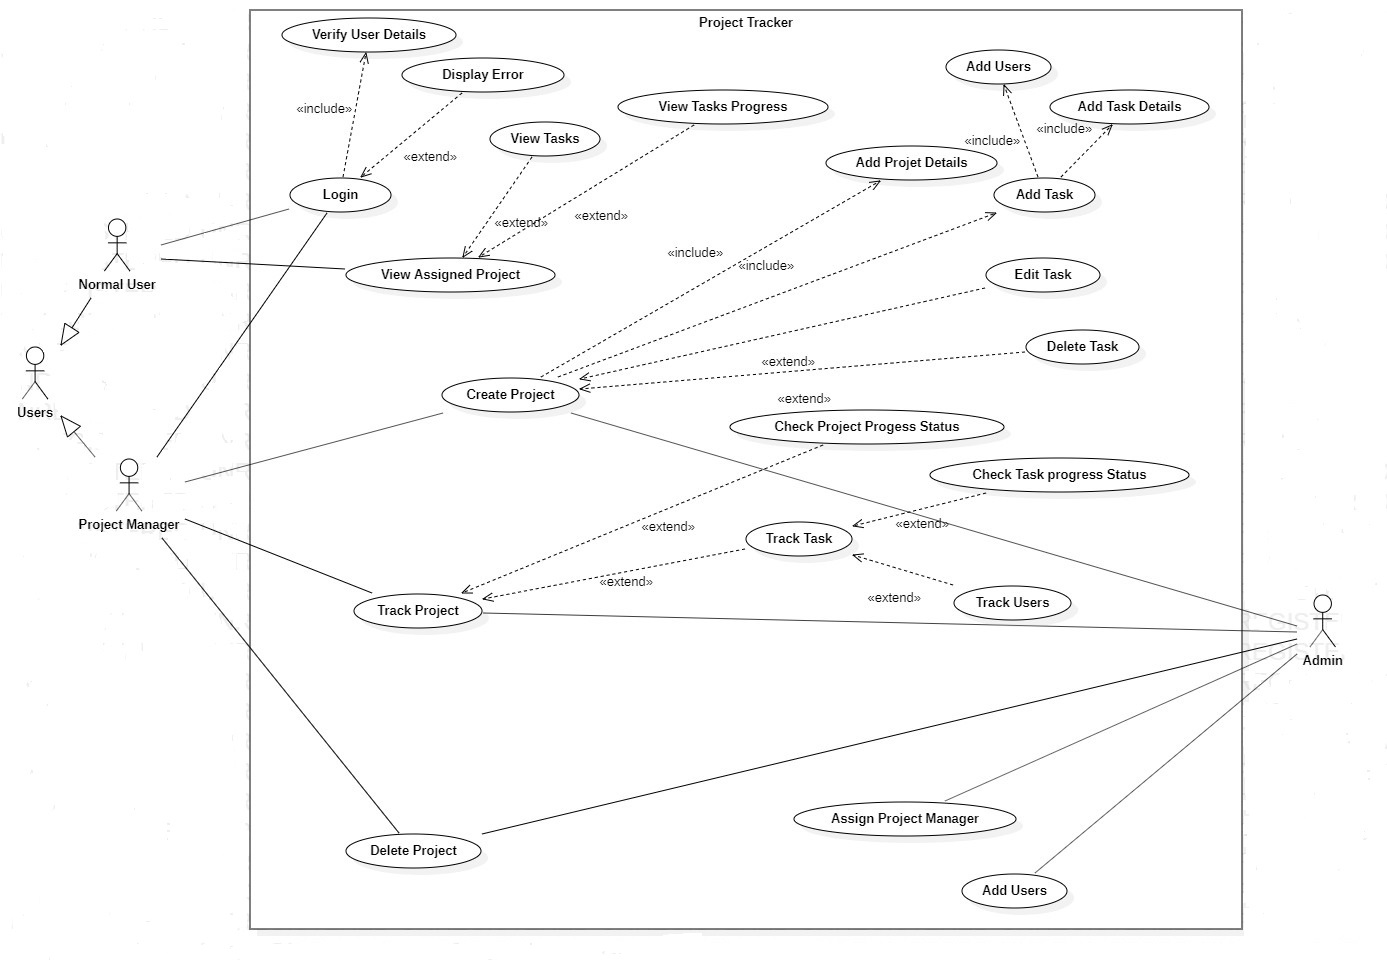 Project Tracker
Verify User Details
Display Error
Add Users
«include»
View Tasks Progress
Add Task Details
View Tasks
«include»
«include»
«extend»
Add Projet Details
Login
Add Task
«extend»
«extend»
Normal User
View Assigned Project
«include»
«include»
Edit Task
Delete Task
«extend»
Users
Create Project
«extend»
Check Project Progess Status
Check Task progress Status
Project Manager
«extend»
Track Task
«extend»
«extend»
«extend»
Track Users
Track Project
Admin
Assign Project Manager
Delete Project
Add Users